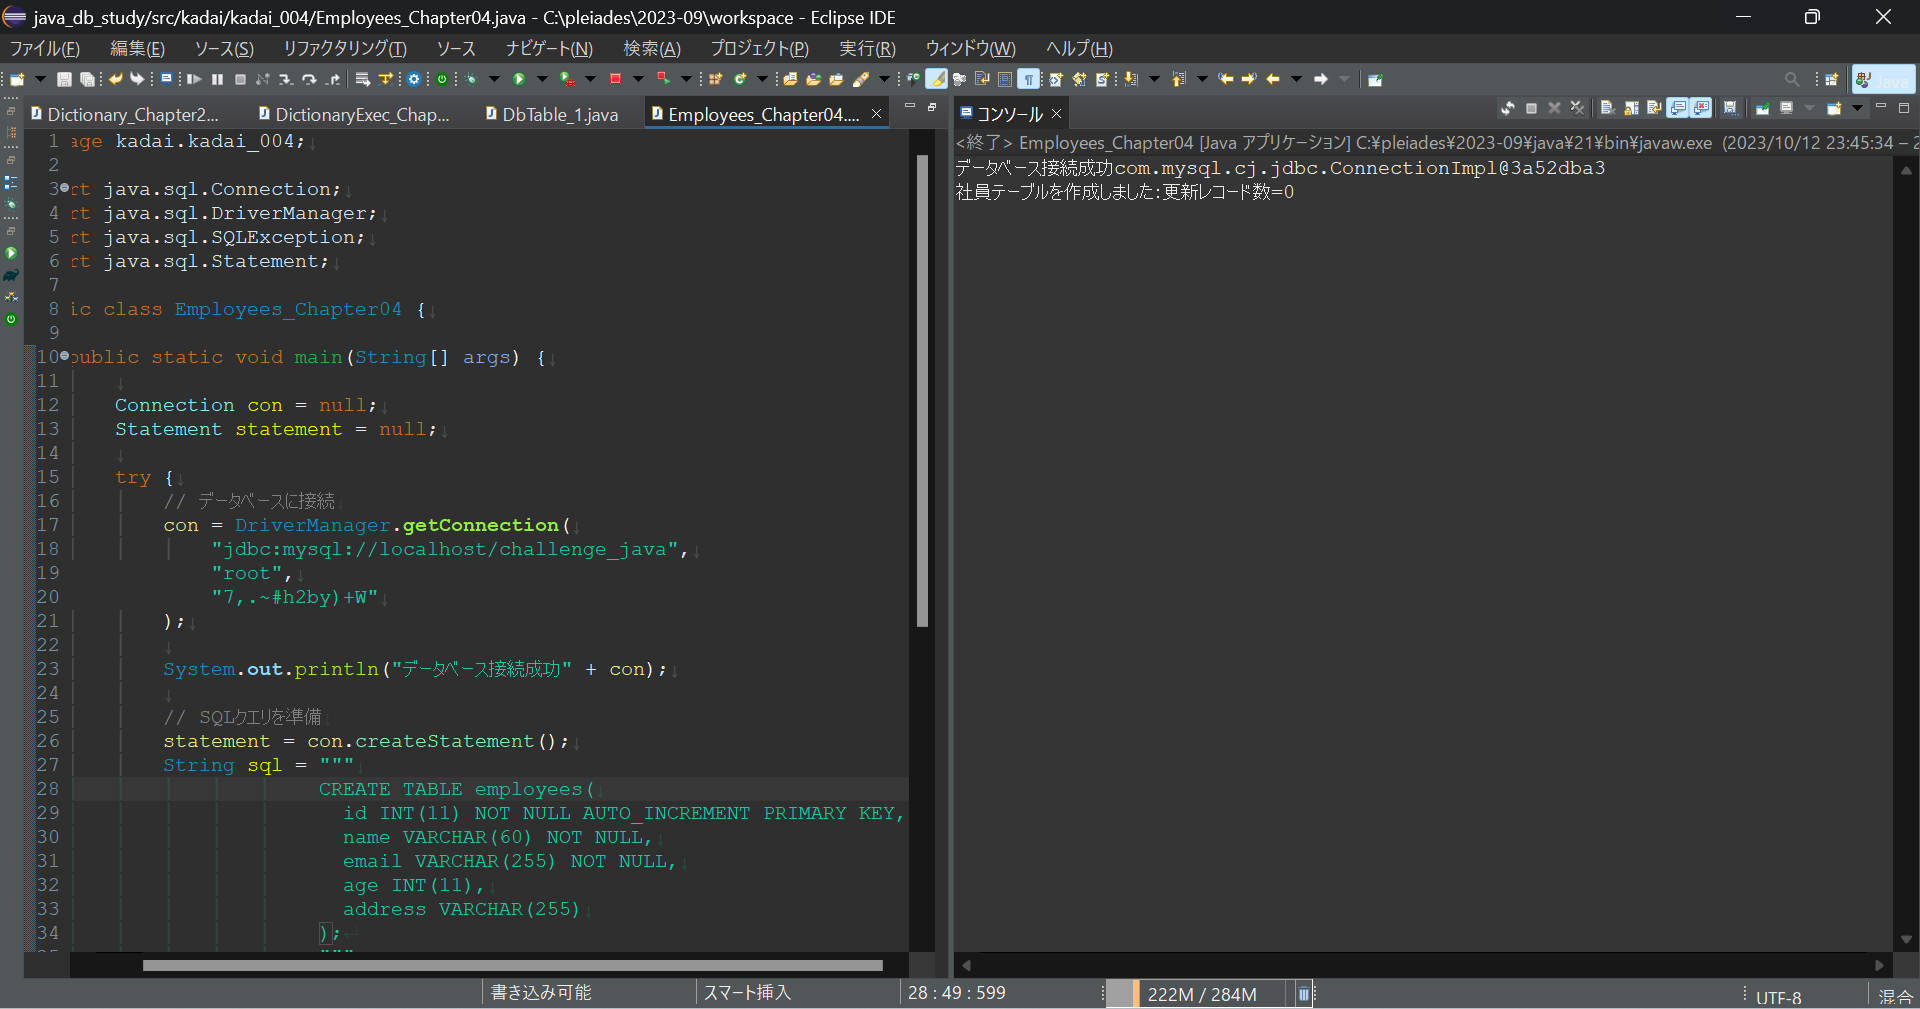 java_db_study/src/kadai/kadai_004/Employees_Chapter04.java - C:\pleiades\2023-09\workspace - Eclipse IDE
ファイル(F) 編集(E) ソース(S) リファクタリング(T) ソース ナビゲート(N) 検索(A) プロジェクト(P) 実行(R) ウィンドウ(W) ヘルプ(H)
Java
Dictionary_Chapter2... DictionaryExec_Chap... DbTable_1.java Employees_Chapter04....
1 age kadai.kadai_004;
2
3 rt java.sql.Connection;
4 rt java.sql.DriverManager;
5 rt java.sql.SQLException;
6 rt java.sql.Statement;
7
8 ic class Employees_Chapter04 {
9
10 public static void main(String[] args) {
11
12 Connection con = null;
13 Statement statement = null;
14
15 try {
16 // データベースに接続
17 con = DriverManager.getConnection(
18 "jdbc:mysql://localhost/challenge_java",
19 "root",
20 "7,.~#h2by)+W"
21 );
22
23 System.out.println("データベース接続成功" + con);
24
25 // SQLクエリを準備
26 statement = con.createStatement();
27 String sql = """
28 CREATE TABLE employees(
29 id INT(11) NOT NULL AUTO_INCREMENT PRIMARY KEY,
30 name VARCHAR(60) NOT NULL,
31 email VARCHAR(255) NOT NULL,
32 age INT(11),
33 address VARCHAR(255)
34 );
"""
コンソール
<終了> Employees_Chapter04 [Java アプリケーション] C:¥pleiades¥2023-09¥java¥21¥bin¥javaw.exe (2023/10/12 23:45:34 – 2
データベース接続成功com.mysql.cj.jdbc.ConnectionImpl@3a52dba3
社員テーブルを作成しました:更新レコード数=0
書き込み可能 スマート挿入 28 : 49 : 599 222M / 284M UTF-8 混合